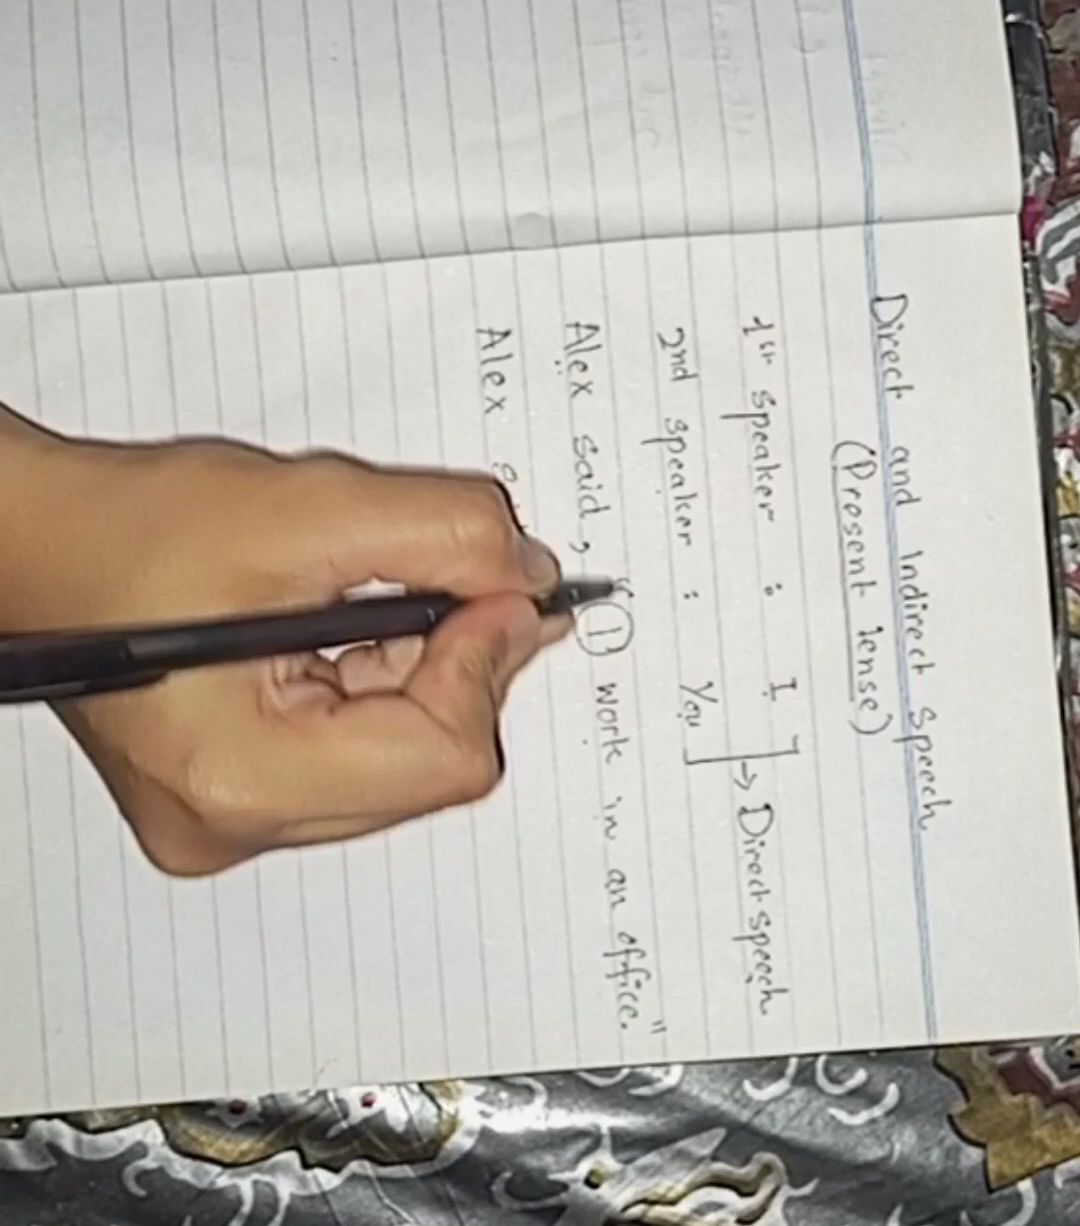 Direct and Indirect Speech
(Present Tense)
1st speaker : I
→ Direct speech
2nd speaker : You
Alex said, "I work in an office."
Alex